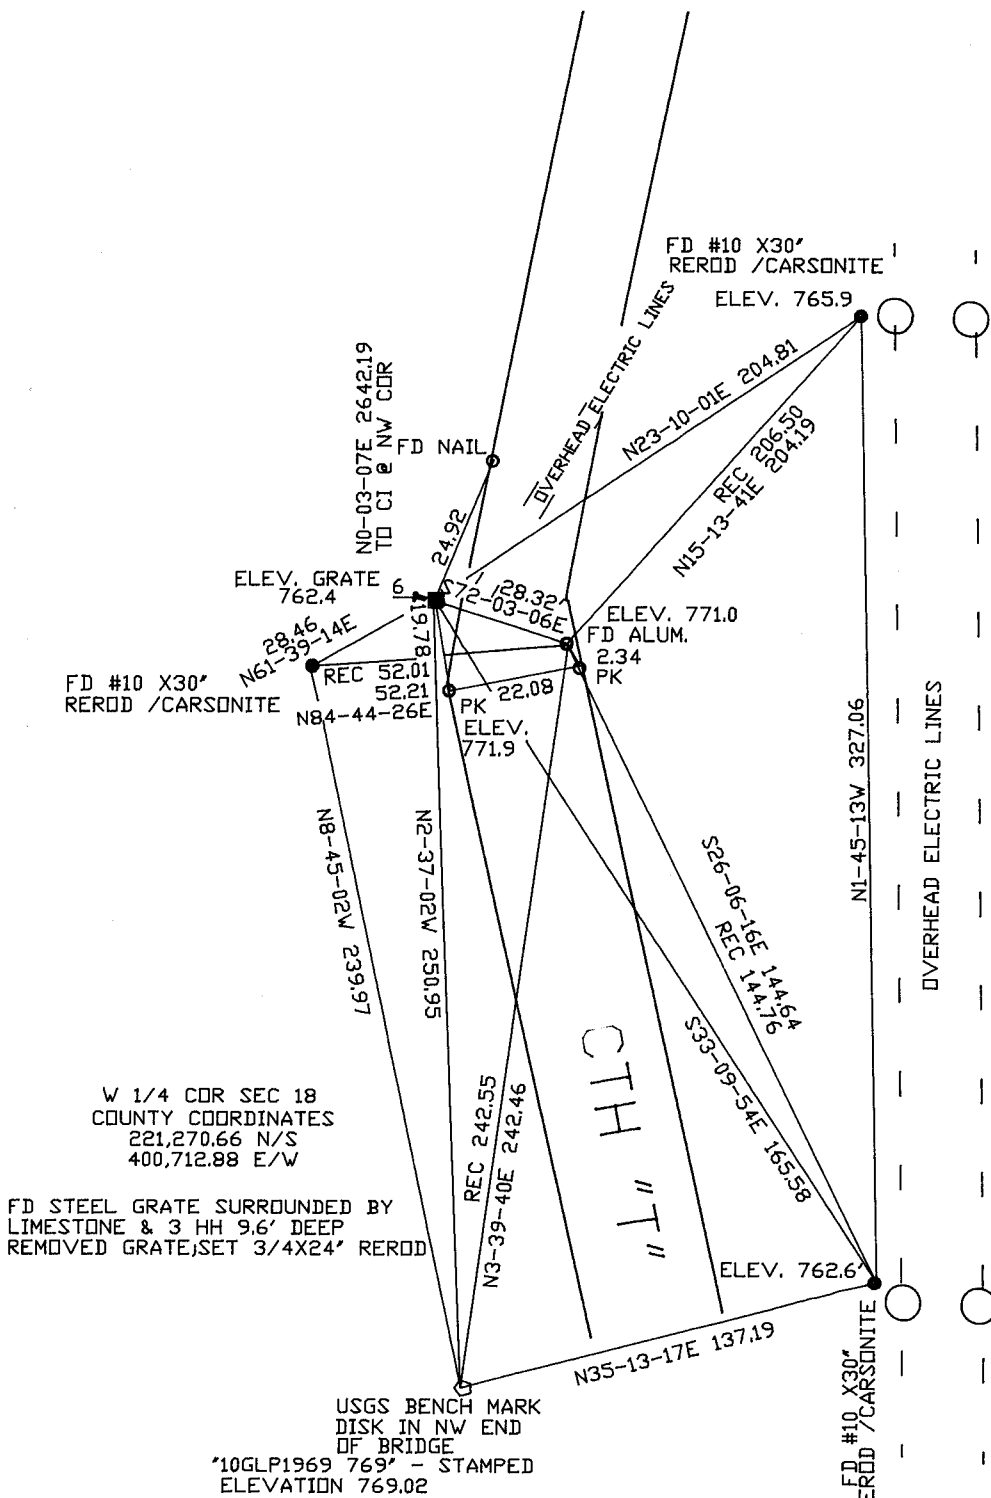 FD #10 X30"
REROD /CARSONITE
ELEV. 765.9
OVERHEAD ELECTRIC LINES
N0-03-07E 2642.19
TO CI @ NW COR
FD NAIL
N23-10-01E 204.81
REC 206.50
N15-13-41E 204.19
24.92
ELEV. GRATE
762.4
6
28.32
S72-03-06E
19.78
ELEV. 771.0
FD ALUM.
2.34
PK
28.46
N61-39-14E
FD #10 X30"
REROD /CARSONITE
REC 52.01
52.21
N84-44-26E
22.08
PK
ELEV.
771.9
N1-45-13W 327.06
OVERHEAD ELECTRIC LINES
N8-45-02W 239.97
N2-37-02W 250.95
S26-06-16E 144.64
REC 144.76
S33-09-54E 165.58
CTH "T"
REC 242.55
N3-39-40E 242.46
W 1/4 COR SEC 18
COUNTY COORDINATES
221,270.66 N/S
400,712.88 E/W
FD STEEL GRATE SURROUNDED BY
LIMESTONE & 3 HH 9.6' DEEP
REMOVED GRATE;SET 3/4X24" REROD
ELEV. 762.6'
N35-13-17E 137.19
FD #10 X30"
EROD /CARSONITE
USGS BENCH MARK
DISK IN NW END
OF BRIDGE
"10GLP1969 769" - STAMPED
ELEVATION 769.02